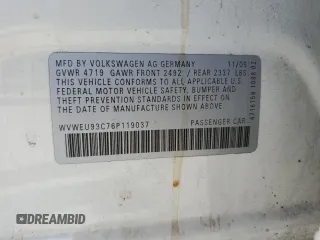 MFD BY VOLKSWAGEN AG GERMANY 11/05
GVWR 4719 GAWR FRONT 2492 / REAR 2337 LBS
THIS VEHICLE CONFORMS TO ALL APPLICABLE U.S.
FEDERAL MOTOR VEHICLE SAFETY, BUMPER AND
THEFT PREVENTION STANDARDS IN EFFECT ON THE
DATE OF MANUFACTURE SHOWN ABOVE.
WVWEU93C76P119037 PASSENGER CAR
DREAMBID